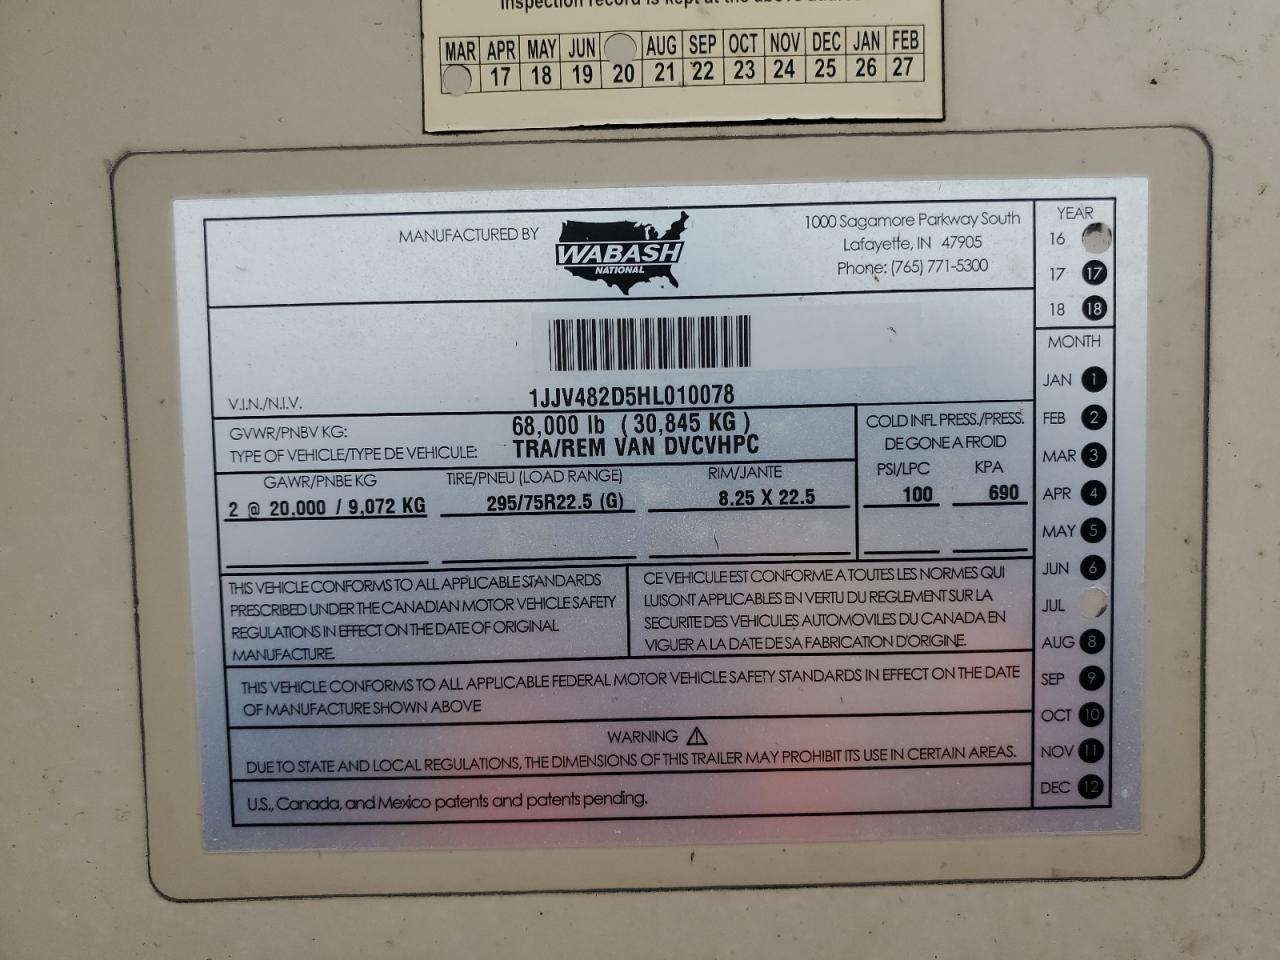 Inspection record is kept at the above
MAR APR MAY JUN AUG SEP OCT NOV DEC JAN FEB
17 18 19 20 21 22 23 24 25 26 27
MANUFACTURED BY
WABASH
NATIONAL
1000 Sagamore Parkway South
Lafayette, IN 47905
Phone: (765) 771-5300
V.I.N./N.I.V.
1JJV482D5HL010078
GVWR/PNBV KG:
68,000 lb ( 30,845 KG )
TYPE OF VEHICLE/TYPE DE VEHICULE:
TRA/REM VAN DVCVHPC
COLD INFL PRESS./PRESS.
DE GONE A FROID
GAWR/PNBE KG
TIRE/PNEU (LOAD RANGE)
RIM/JANTE
PSI/LPC
KPA
2 @ 20,000 / 9,072 KG
295/75R22.5 (G)
8.25 X 22.5
100
690
THIS VEHICLE CONFORMS TO ALL APPLICABLE STANDARDS
PRESCRIBED UNDER THE CANADIAN MOTOR VEHICLE SAFETY
REGULATIONS IN EFFECT ON THE DATE OF ORIGINAL
MANUFACTURE.
CE VEHICULE EST CONFORME A TOUTES LES NORMES QUI
LUISONT APPLICABLES EN VERTU DU REGLEMENT SUR LA
SECURITE DES VEHICULES AUTOMOVILES DU CANADA EN
VIGUER A LA DATE DE SA FABRICATION D'ORIGINE.
THIS VEHICLE CONFORMS TO ALL APPLICABLE FEDERAL MOTOR VEHICLE SAFETY STANDARDS IN EFFECT ON THE DATE
OF MANUFACTURE SHOWN ABOVE
WARNING
DUE TO STATE AND LOCAL REGULATIONS, THE DIMENSIONS OF THIS TRAILER MAY PROHIBIT ITS USE IN CERTAIN AREAS.
U.S., Canada, and Mexico patents and patents pending.
YEAR
16
17 17
18 18
MONTH
JAN 1
FEB 2
MAR 3
APR 4
MAY 5
JUN 6
JUL
AUG 8
SEP 9
OCT 10
NOV 11
DEC 12